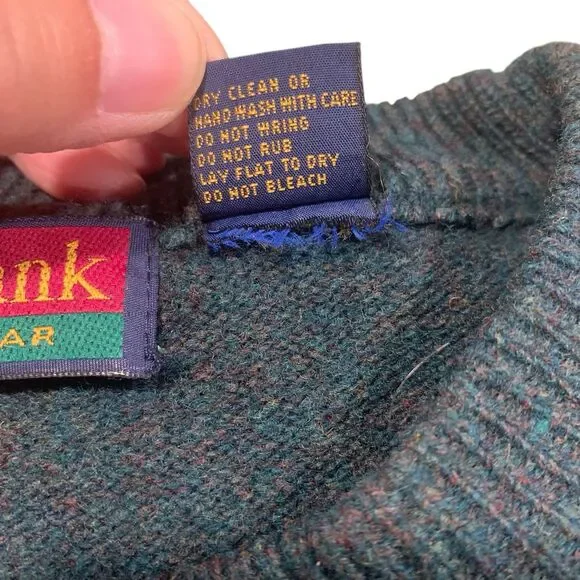 DRY CLEAN OR
HAND WASH WITH CARE
DO NOT WRING
DO NOT RUB
LAY FLAT TO DRY
DO NOT BLEACH
ank
AR